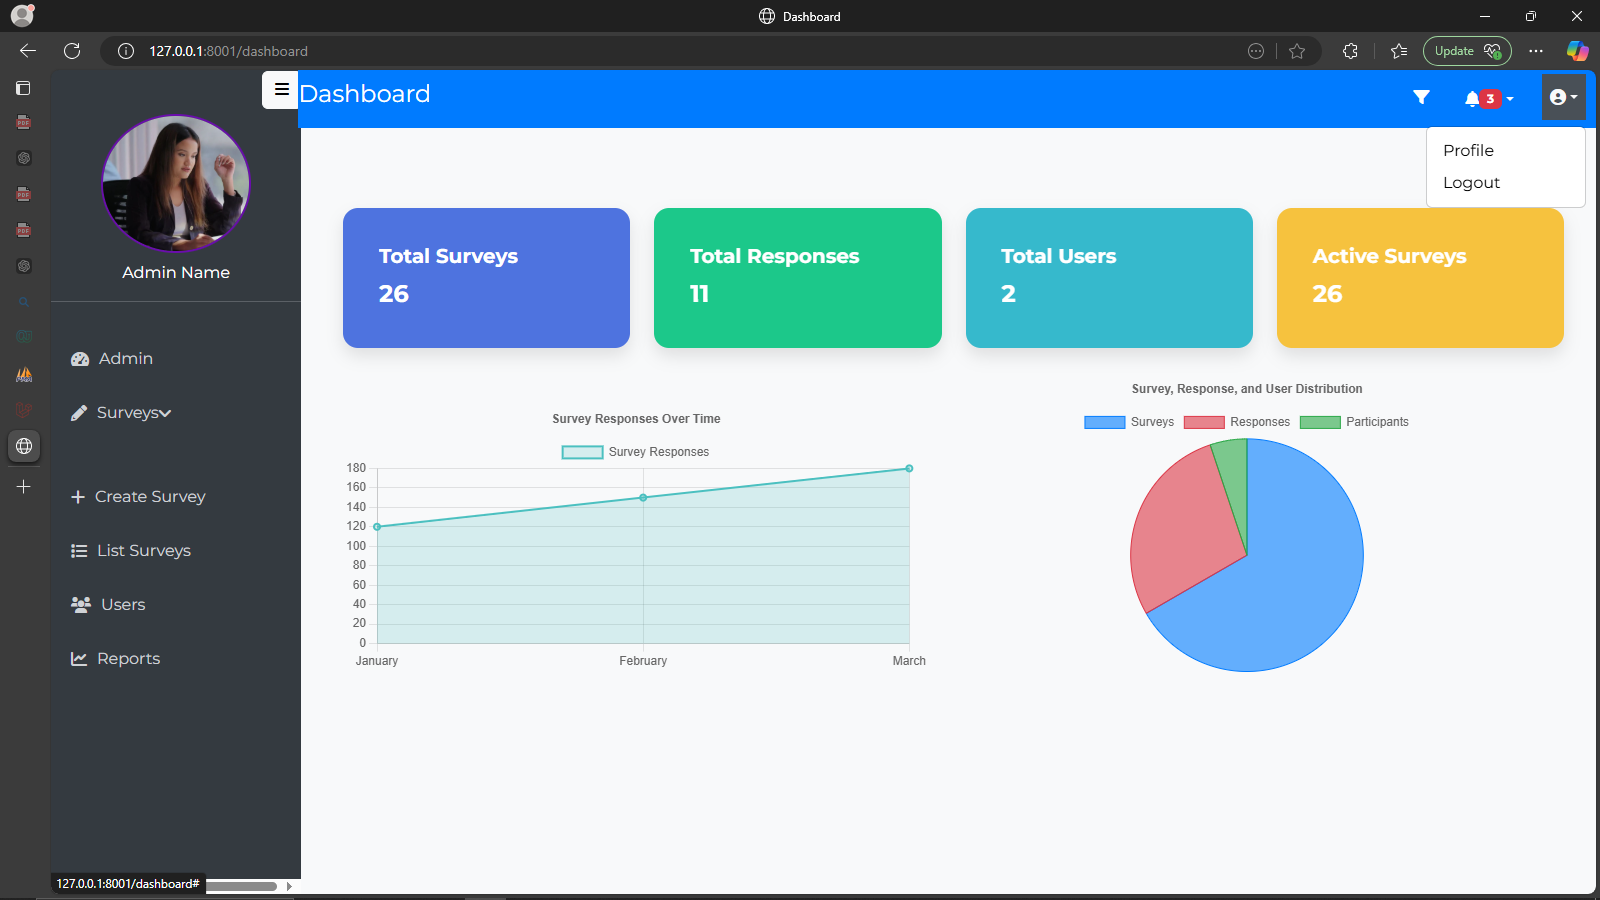 Dashboard
127.0.0.1:8001/dashboard
Update
Dashboard
3
Profile
Logout
Admin Name
Admin
Surveys
Create Survey
List Surveys
Users
Reports
Total Surveys
26
Total Responses
11
Total Users
2
Active Surveys
26
Survey Responses Over Time
Survey Responses
180
160
140
120
100
80
60
40
20
0
January
February
March
Survey, Response, and User Distribution
Surveys
Responses
Participants
127.0.0.1:8001/dashboard#
PDF
PDF
PDF